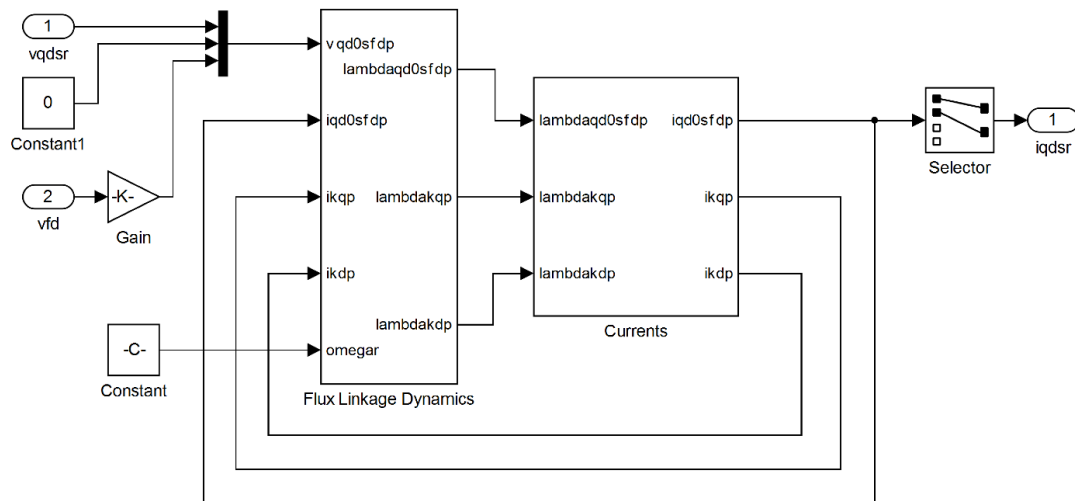 1
vqdsr
0
Constant1
2
vfd
-K-
Gain
-C-
Constant
vqd0sfdp
iqd0sfdp
ikqp
ikdp
omegar
lambdaqd0sfdp
lambdakqp
lambdakdp
Flux Linkage Dynamics
lambdaqd0sfdp
lambdakqp
lambdakdp
iqd0sfdp
ikqp
ikdp
Currents
Selector
1
iqdsr